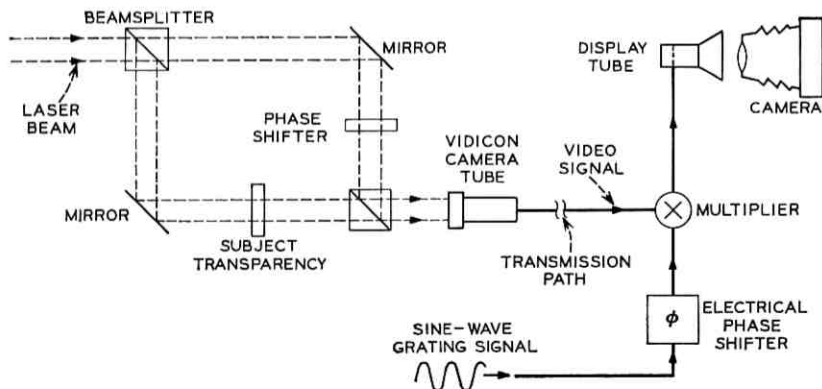 BEAMSPLITTER
MIRROR
LASER
BEAM
PHASE
SHIFTER
MIRROR
SUBJECT
TRANSPARENCY
VIDICON
CAMERA
TUBE
VIDEO
SIGNAL
TRANSMISSION
PATH
DISPLAY
TUBE
CAMERA
MULTIPLIER
ϕ
ELECTRICAL
PHASE
SHIFTER
SINE-WAVE
GRATING SIGNAL